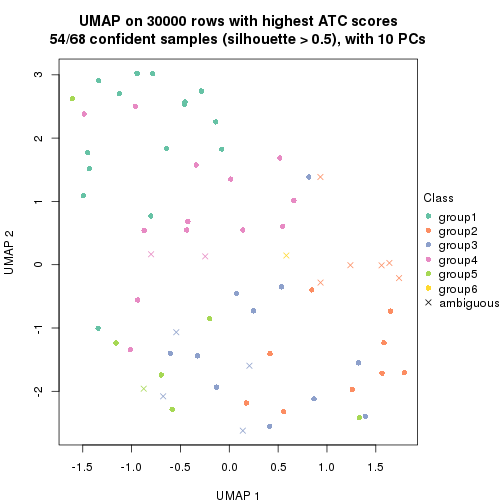 UMAP on 30000 rows with highest ATC scores
54/68 confident samples (silhouette > 0.5), with 10 PCs
3
2
1
0
-1
-2
UMAP 2
-1.5 -1.0 -0.5 0.0 0.5 1.0 1.5
UMAP 1
Class
group1
group2
group3
group4
group5
group6
ambiguous